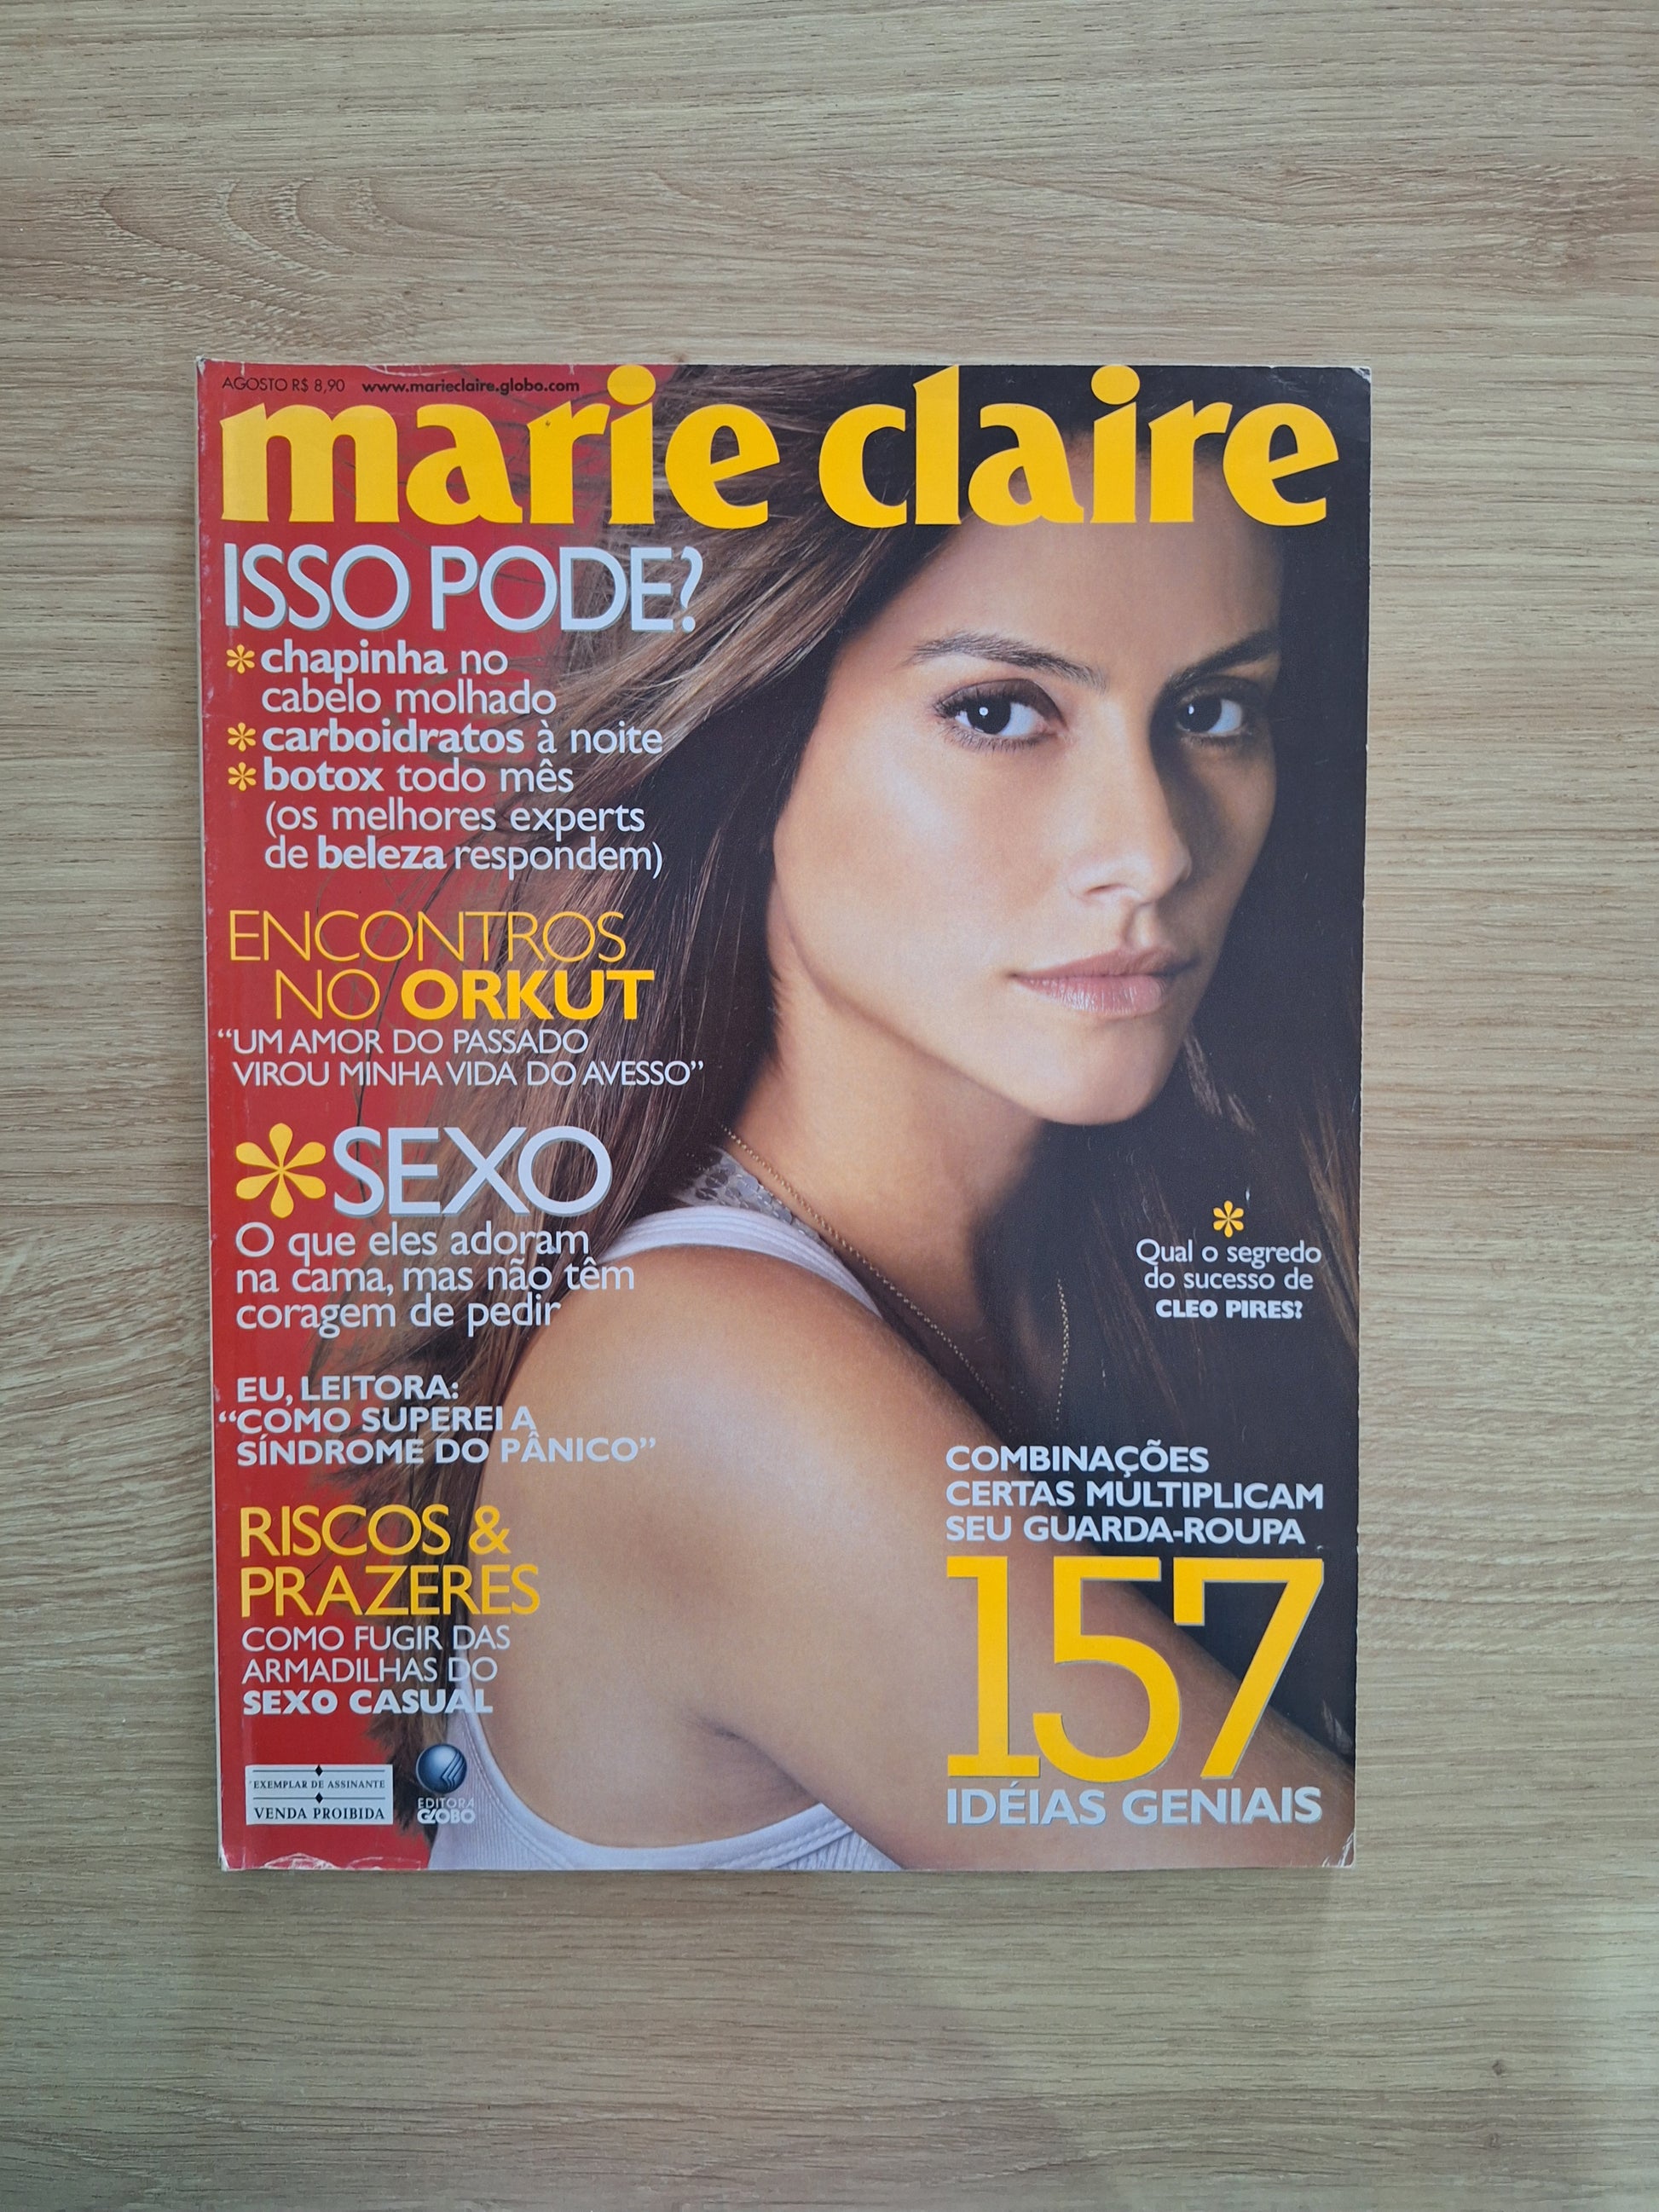 AGOSTO R$ 8,90 www.marieclaire.globo.com
marie claire
ISSO PODE?
* chapinha no
cabelo molhado
* carboidratos à noite
* botox todo mês
(os melhores experts
de beleza respondem)
ENCONTROS
NO ORKUT
“UM AMOR DO PASSADO
VIROU MINHA VIDA DO AVESSO”
*SEXO
O que eles adoram
na cama, mas não têm
coragem de pedir
EU, LEITORA:
“COMO SUPEREI A
SÍNDROME DO PÂNICO”
RISCOS &
PRAZERES
COMO FUGIR DAS
ARMADILHAS DO
SEXO CASUAL
EXEMPLAR DE ASSINANTE
VENDA PROIBIDA
EDITORA
GLOBO
*
Qual o segredo
do sucesso de
CLEO PIRES?
COMBINAÇÕES
CERTAS MULTIPLICAM
SEU GUARDA-ROUPA
157
IDÉIAS GENIAIS